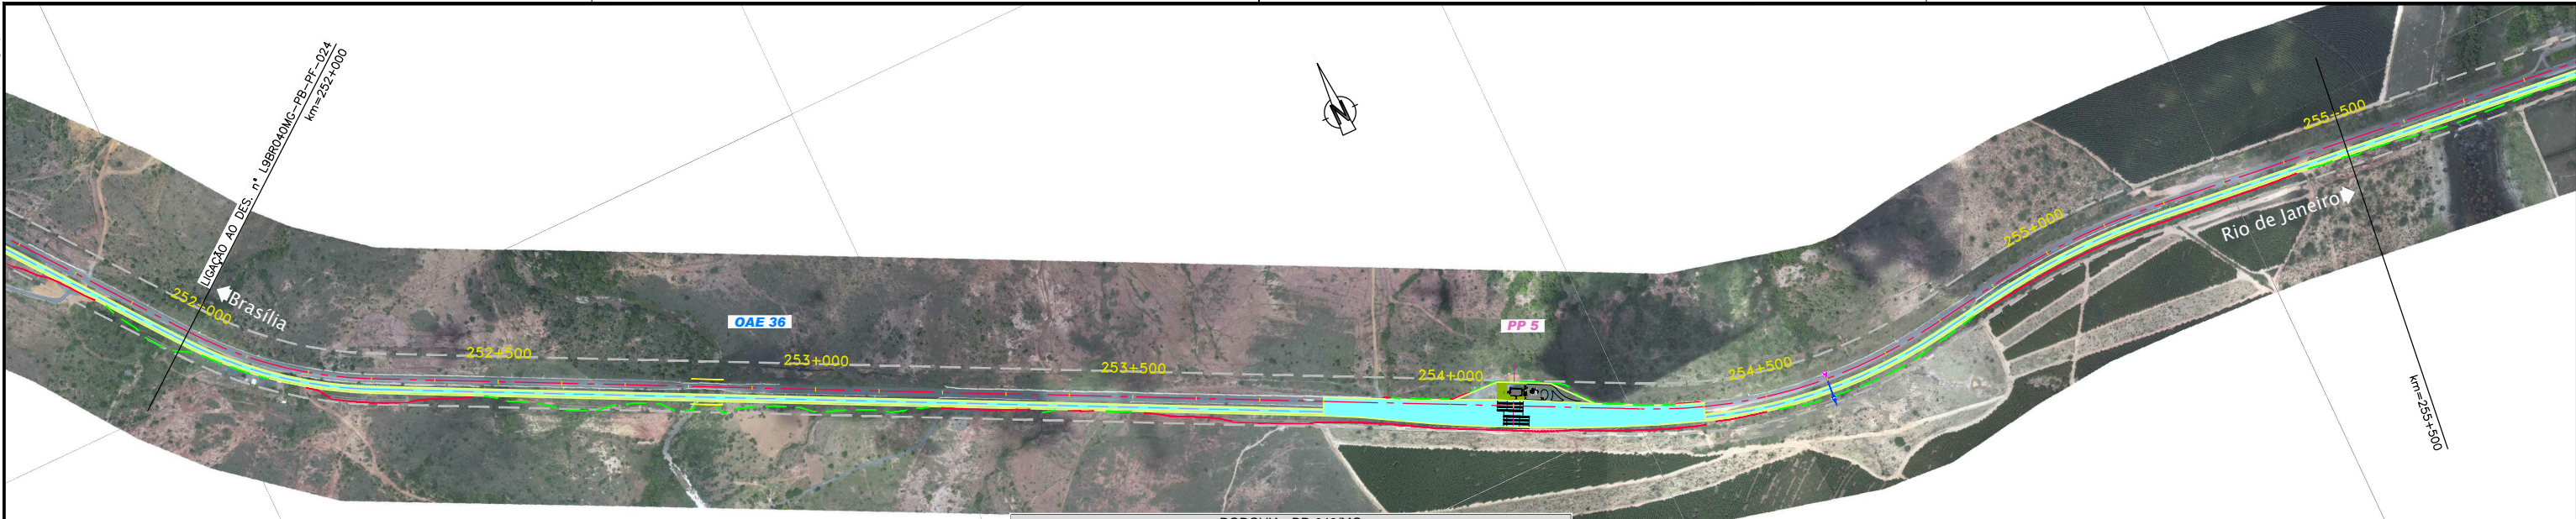 LIGAÇÃO AO DES. nº L9BR040MG-PB-PF-024
km=252+000
252+000
Brasília
252+500
OAE 36
253+000
253+500
N
254+000
PP 5
254+500
255+000
255+500
Rio de Janeiro
km=255+500